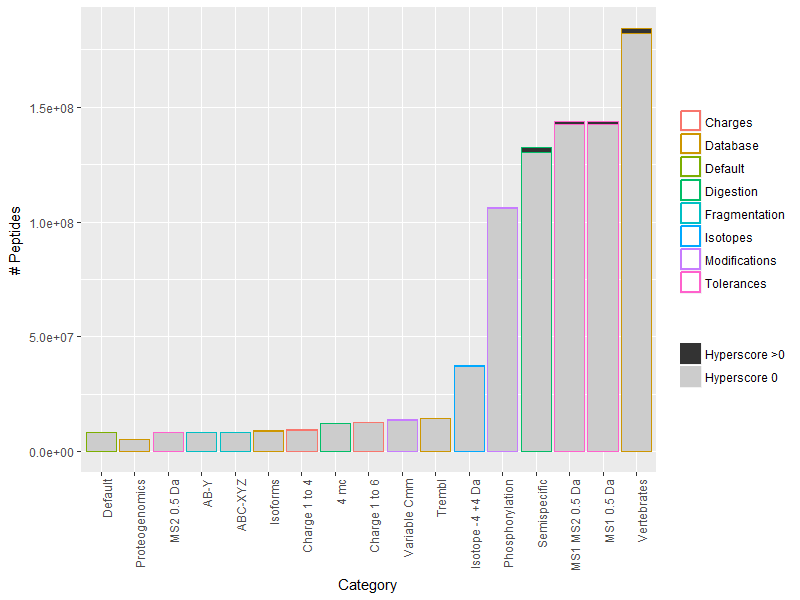 1.5e+08
1.0e+08
5.0e+07
0.0e+00
# Peptides
Default
Proteogenomics
MS2 0.5 Da
AB-Y
ABC-XYZ
Isoforms
Charge 1 to 4
4 mc
Charge 1 to 6
Variable Cmm
Trembl
Isotope -4 +4 Da
Phosphorylation
Semispecific
MS1 MS2 0.5 Da
MS1 0.5 Da
Vertebrates
Category
Charges
Database
Default
Digestion
Fragmentation
Isotopes
Modifications
Tolerances
Hyperscore >0
Hyperscore 0